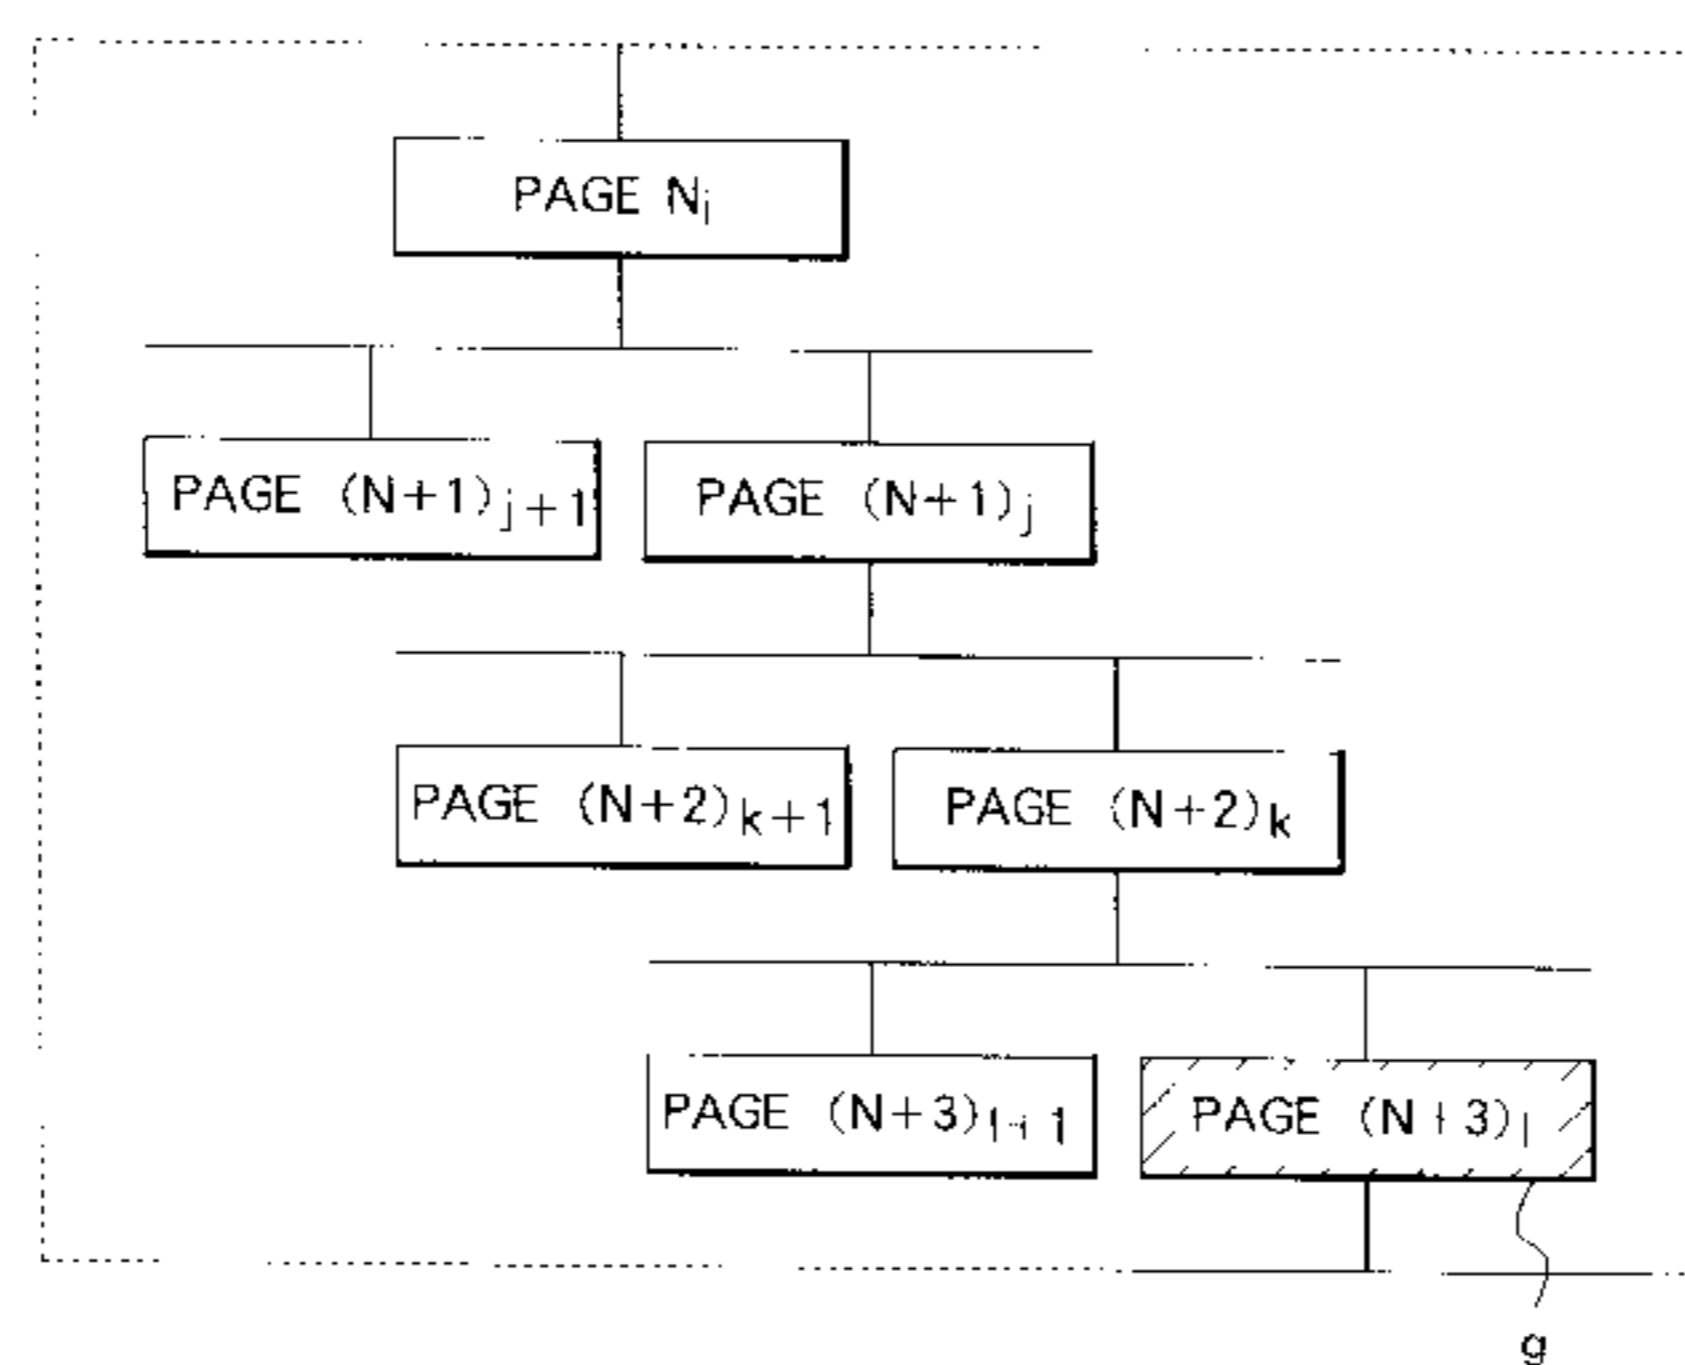 PAGE Ni
PAGE (N+1)j+1
PAGE (N+1)j
PAGE (N+2)k+1
PAGE (N+2)k
PAGE (N+3)l+1
PAGE (N+3)l
g